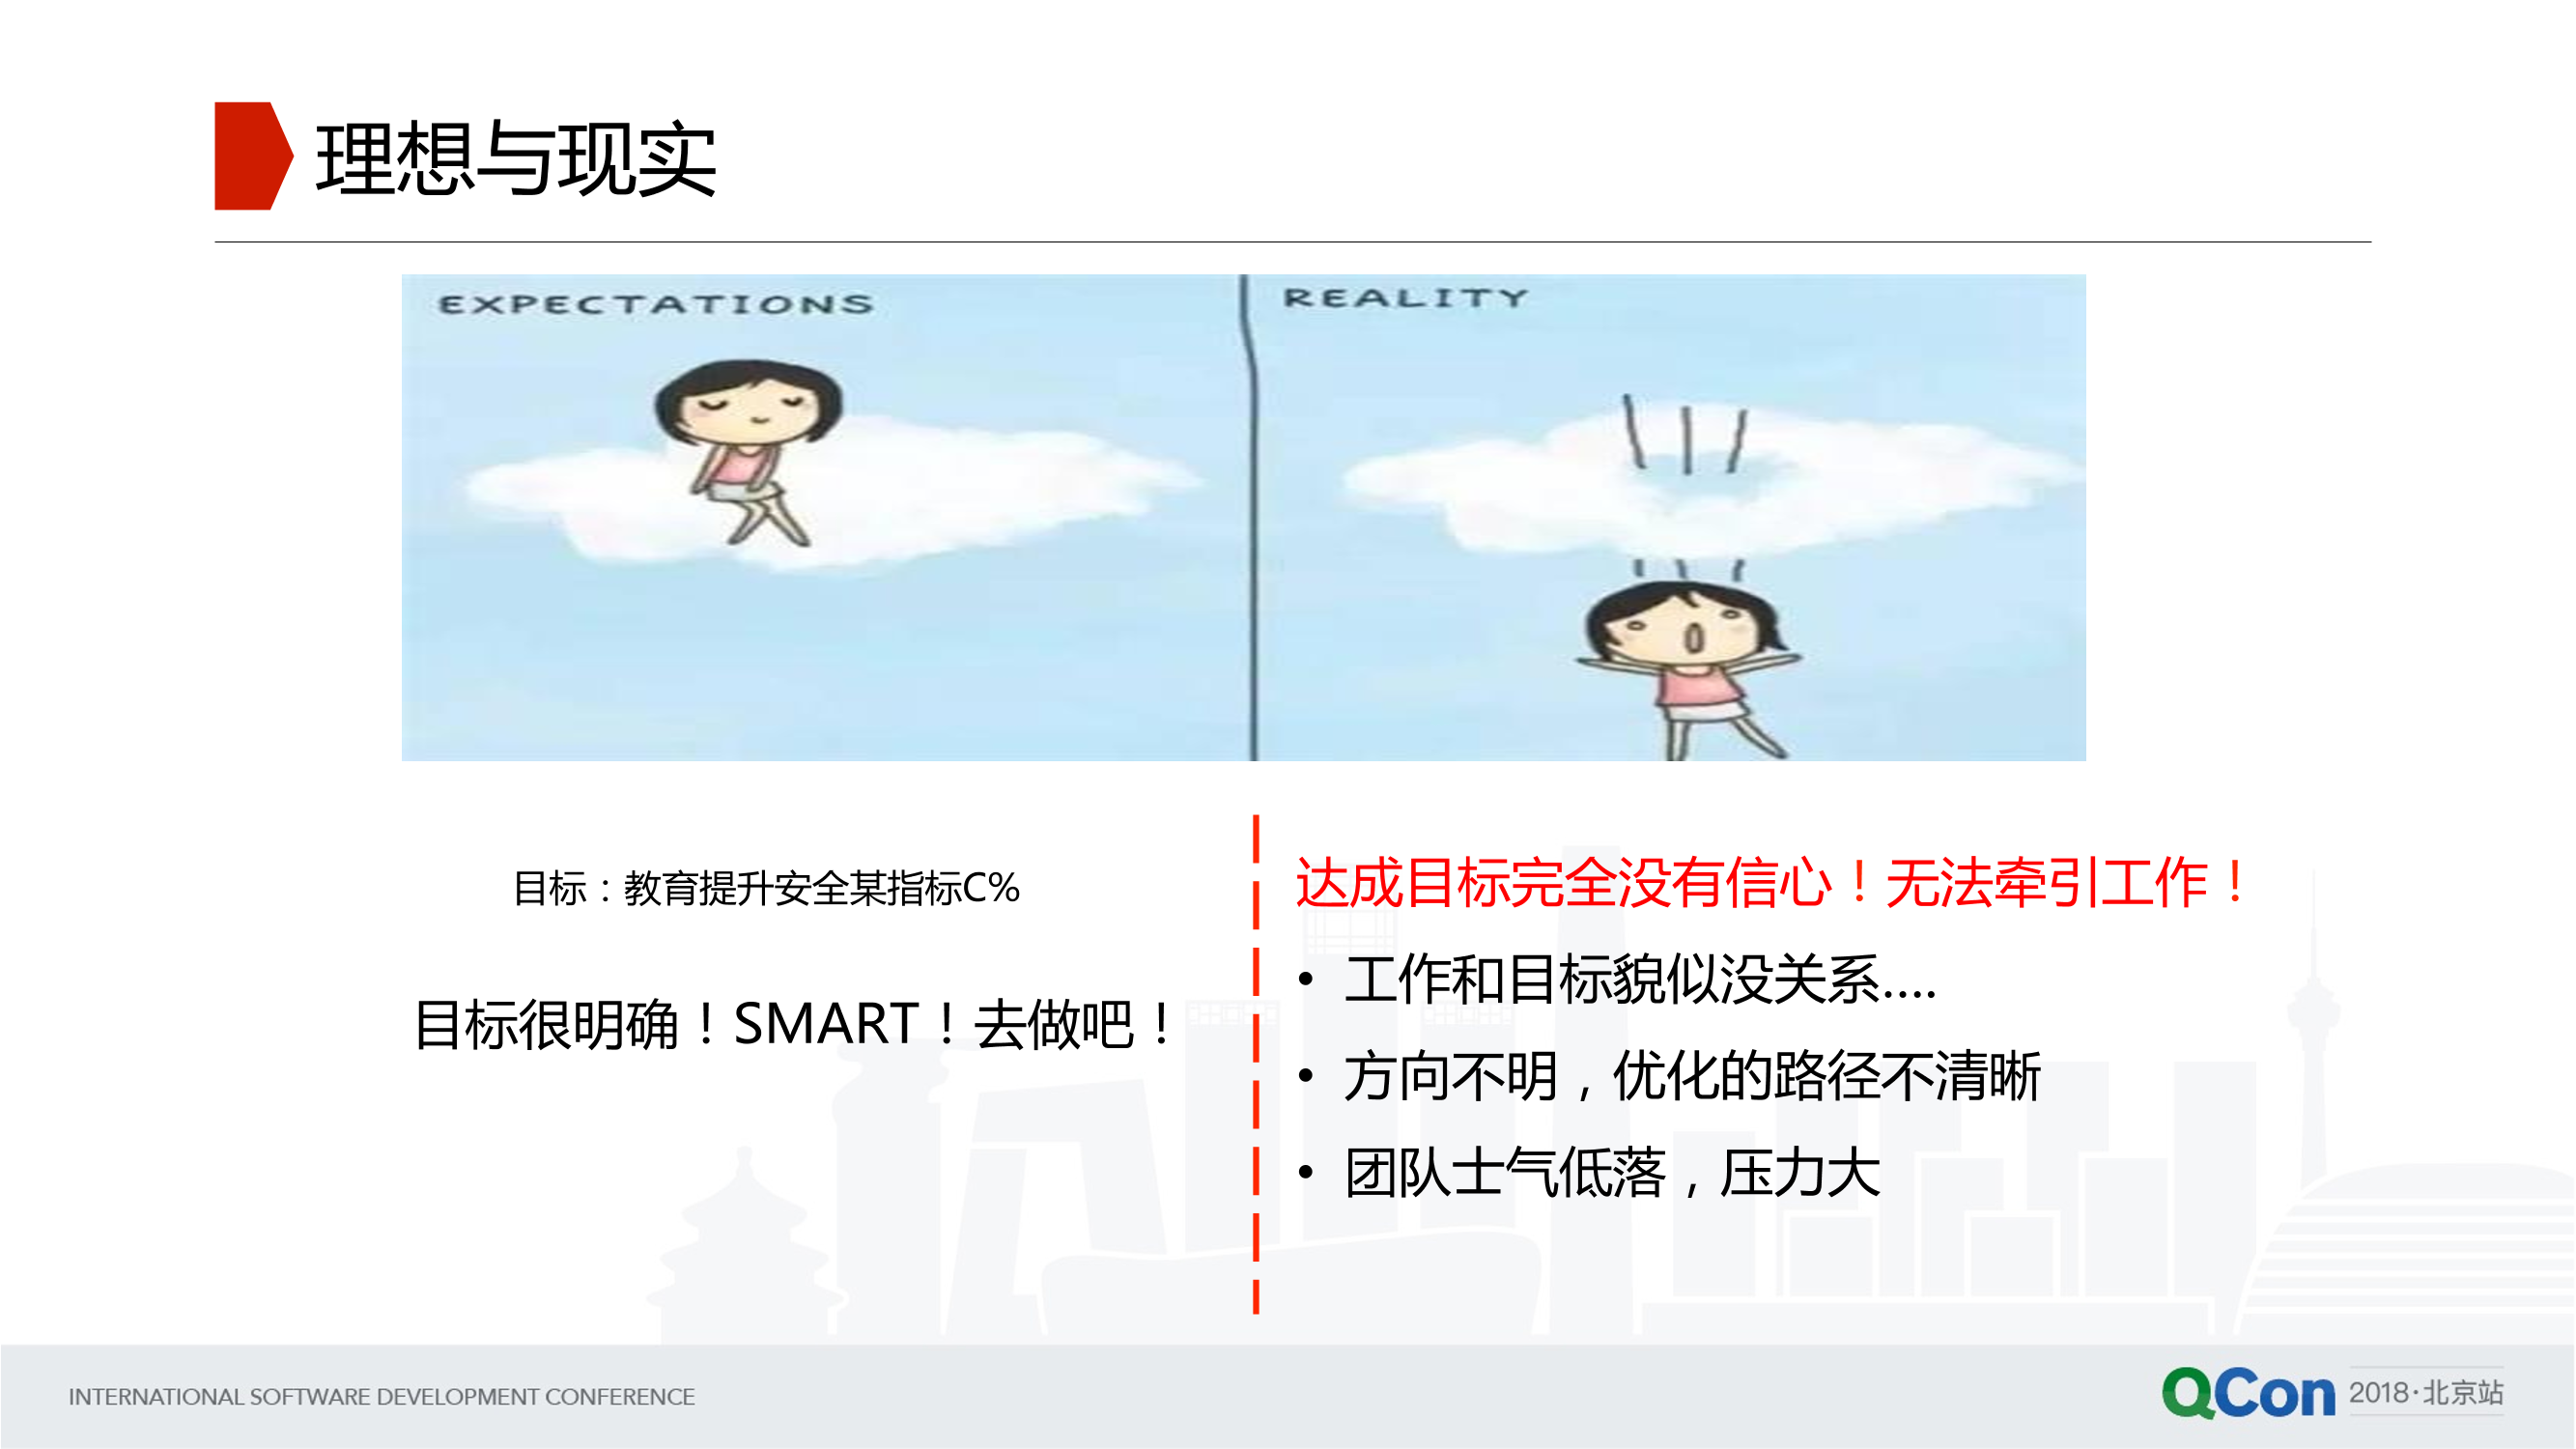 理想与现实
EXPECTATIONS
REALITY
目标：教育提升安全某指标C%
目标很明确！SMART！去做吧！
达成目标完全没有信心！无法牵引工作！
• 工作和目标貌似没关系....
• 方向不明，优化的路径不清晰
• 团队士气低落，压力大
INTERNATIONAL SOFTWARE DEVELOPMENT CONFERENCE
QCon 2018·北京站